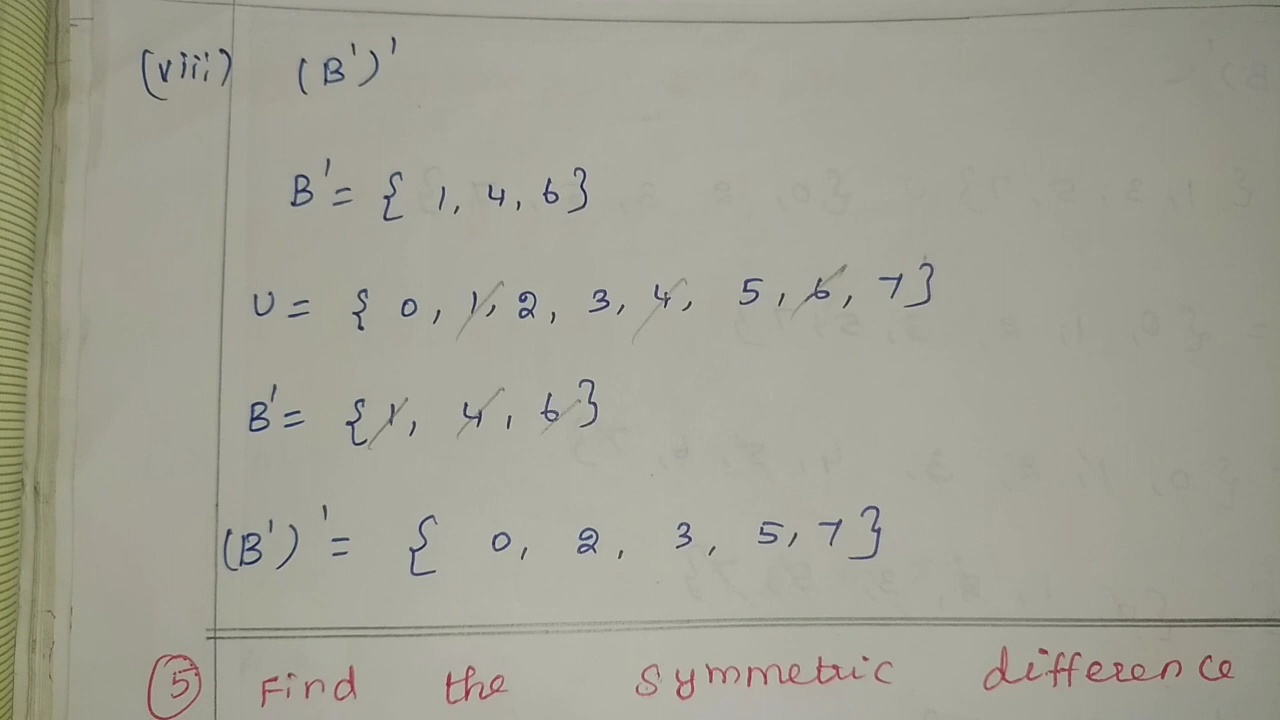 (viii) (B')'
B' = { 1, 4, 6}
U = { 0, 1, 2, 3, 4, 5, 6, 7}
B' = {1, 4, 6}
(B')' = { 0, 2, 3, 5, 7}
(5) Find the symmetric difference